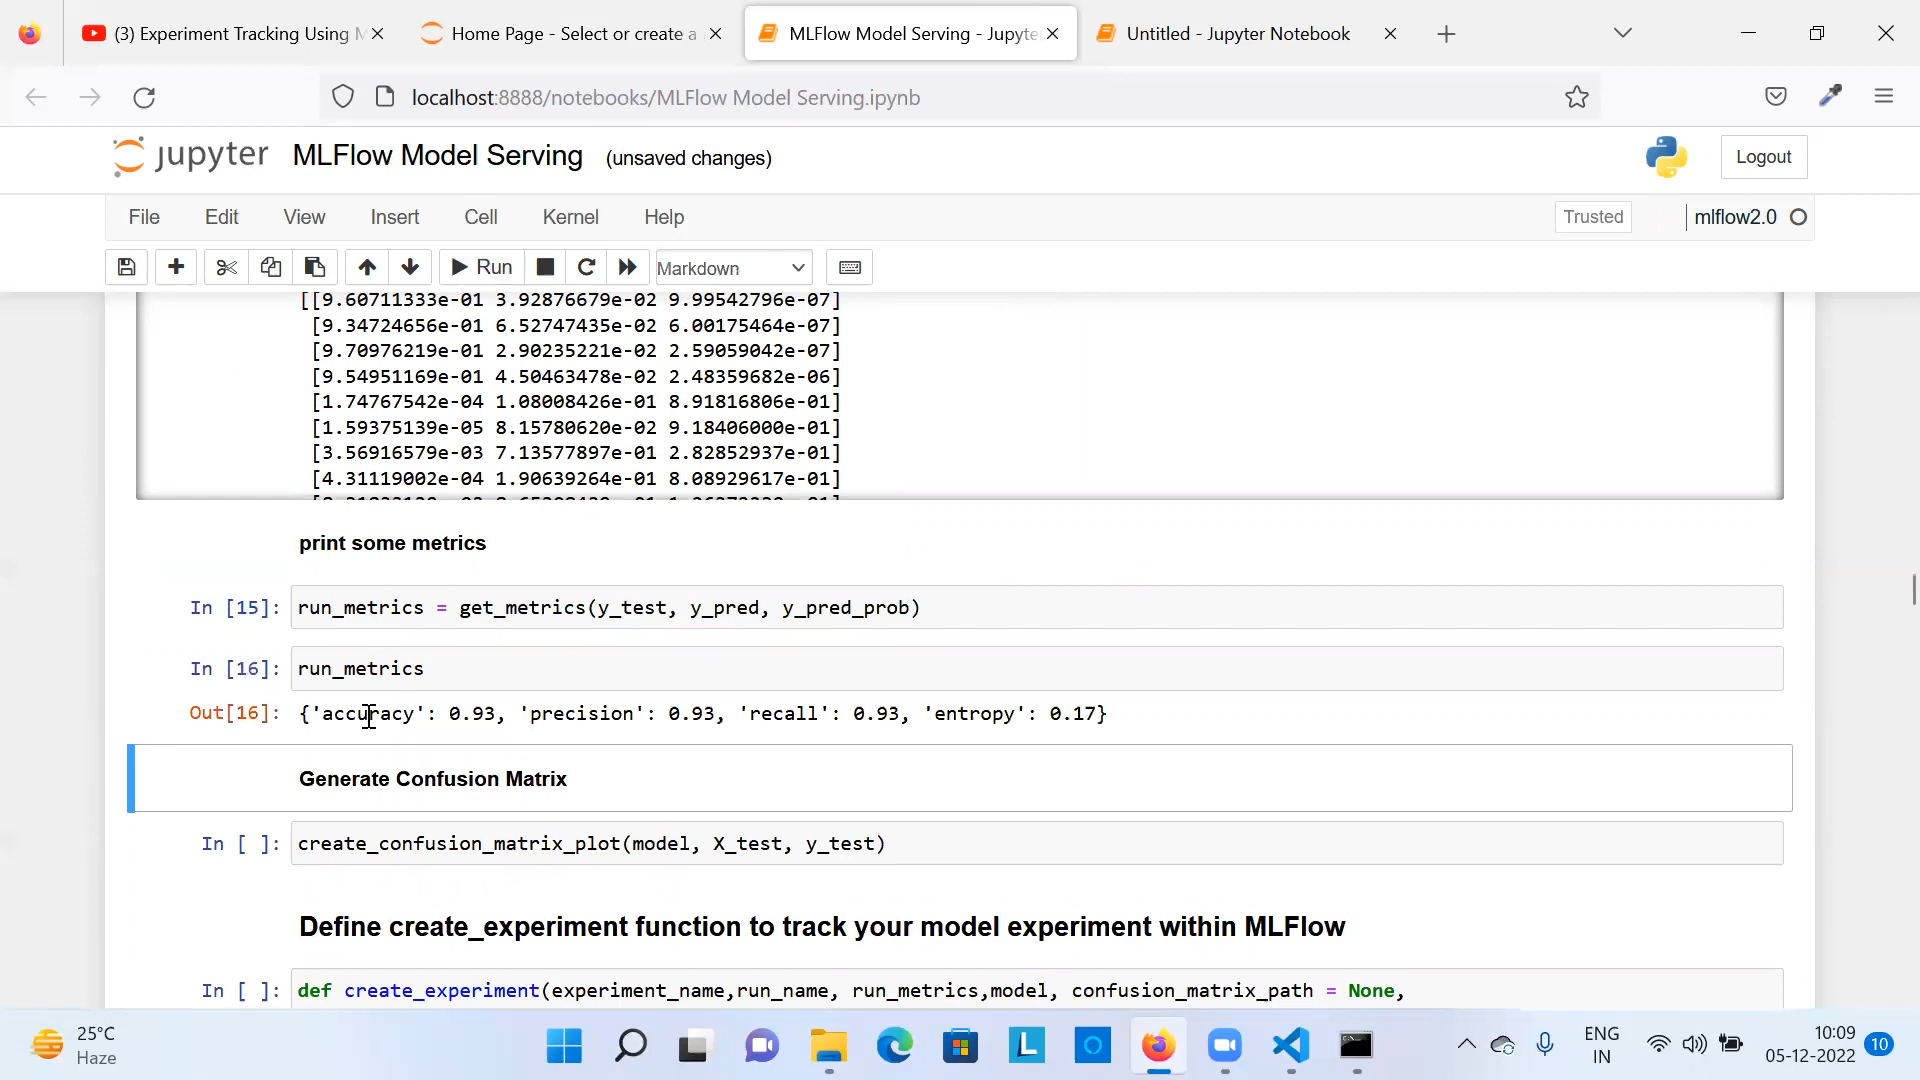 (3) Experiment Tracking Using M
Home Page - Select or create a
MLFlow Model Serving - Jupyte
Untitled - Jupyter Notebook
localhost:8888/notebooks/MLFlow Model Serving.ipynb
jupyter MLFlow Model Serving (unsaved changes)
Logout
File Edit View Insert Cell Kernel Help
Trusted mlflow2.0
Run Markdown
[[9.60711333e-01 3.92876679e-02 9.99542796e-07]
[9.34724656e-01 6.52747435e-02 6.00175464e-07]
[9.70976219e-01 2.90235221e-02 2.59059042e-07]
[9.54951169e-01 4.50463478e-02 2.48359682e-06]
[1.74767542e-04 1.08008426e-01 8.91816806e-01]
[1.59375139e-05 8.15780620e-02 9.18406000e-01]
[3.56916579e-03 7.13577897e-01 2.82852937e-01]
[4.31119002e-04 1.90639264e-01 8.08929617e-01]
print some metrics
In [15]: run_metrics = get_metrics(y_test, y_pred, y_pred_prob)
In [16]: run_metrics
Out[16]: {'accuracy': 0.93, 'precision': 0.93, 'recall': 0.93, 'entropy': 0.17}
Generate Confusion Matrix
In [ ]: create_confusion_matrix_plot(model, X_test, y_test)
Define create_experiment function to track your model experiment within MLFlow
In [ ]: def create_experiment(experiment_name,run_name, run_metrics,model, confusion_matrix_path = None,
25°C
Haze
ENG
IN
10:09
05-12-2022
10